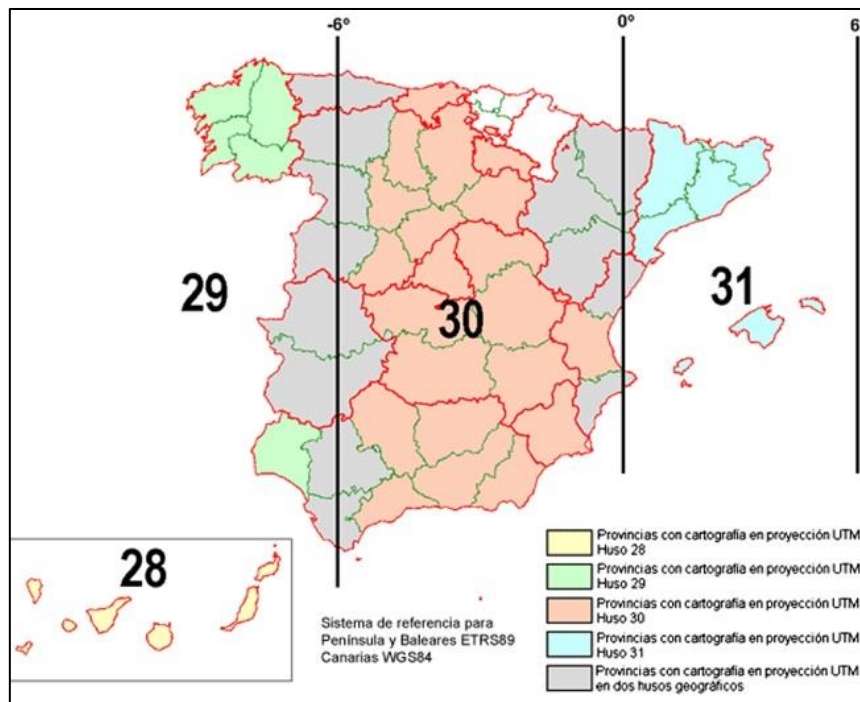 -6º
0º
6
29
30
31
28
Sistema de referencia para
Península y Baleares ETRS89
Canarias WGS84
Provincias con cartografía en proyección UTM
Huso 28
Provincias con cartografía en proyección UTM
Huso 29
Provincias con cartografía en proyección UTM
Huso 30
Provincias con cartografía en proyección UTM
Huso 31
Provincias con cartografía en proyección UTM
en dos husos geográficos